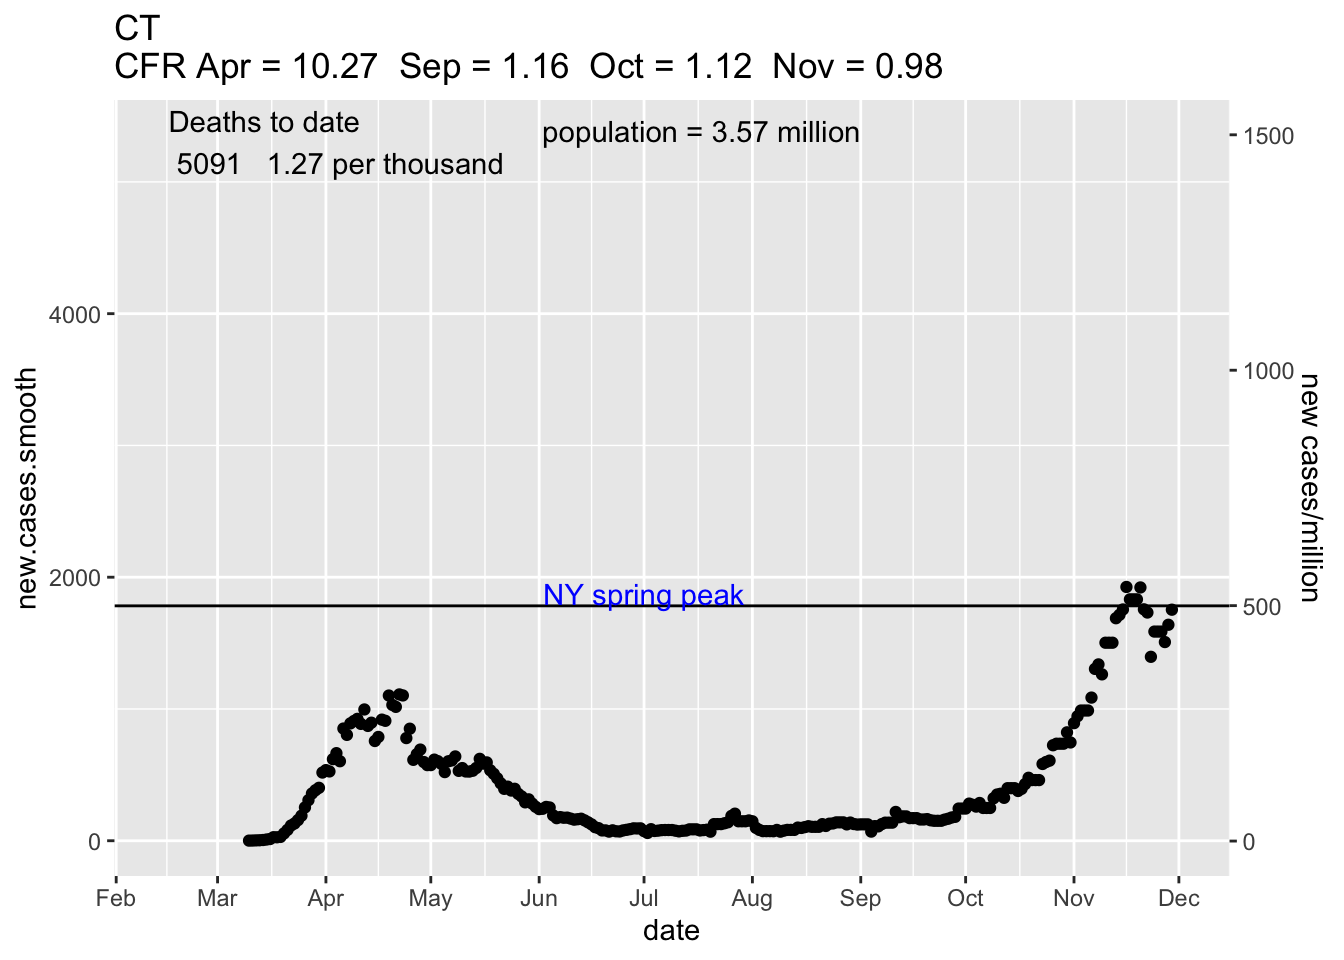 CT
CFR Apr = 10.27  Sep = 1.16  Oct = 1.12  Nov = 0.98
Deaths to date
5091   1.27 per thousand
population = 3.57 million
NY spring peak
new.cases.smooth
4000
2000
0
1500
1000
500
0
new cases/million
Feb Mar Apr May Jun Jul Aug Sep Oct Nov Dec
date